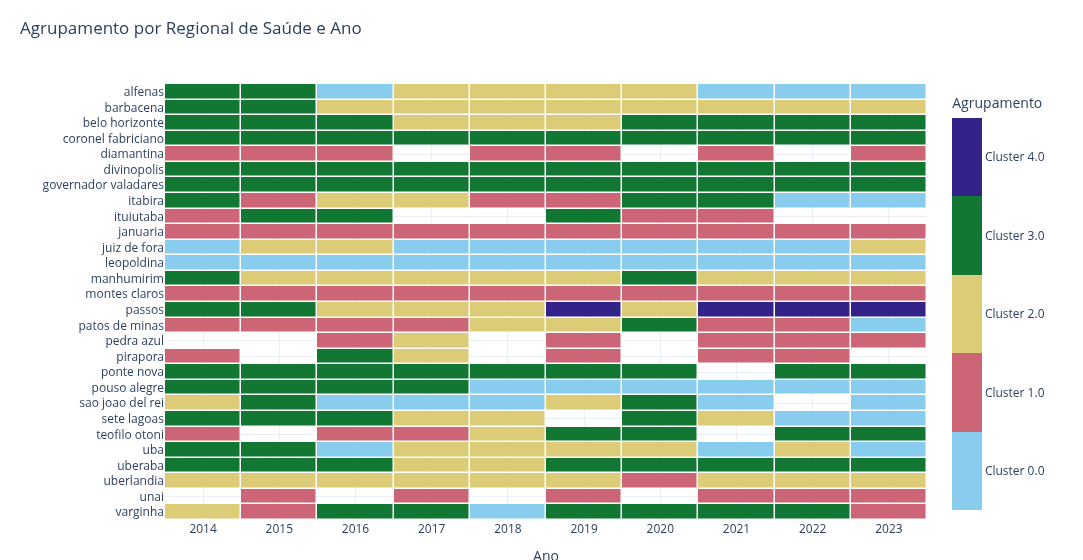 Agrupamento por Regional de Saúde e Ano
Agrupamento
alfenas
barbacena
belo horizonte
coronel fabriciano
diamantina
divinopolis
governador valadares
itabira
ituiutaba
januaria
juiz de fora
leopoldina
manhumirim
montes claros
passos
patos de minas
pedra azul
pirapora
ponte nova
pouso alegre
sao joao del rei
sete lagoas
teofilo otoni
uba
uberaba
uberlandia
unai
varginha
2014 2015 2016 2017 2018 2019 2020 2021 2022 2023
Ano
Cluster 4.0
Cluster 3.0
Cluster 2.0
Cluster 1.0
Cluster 0.0